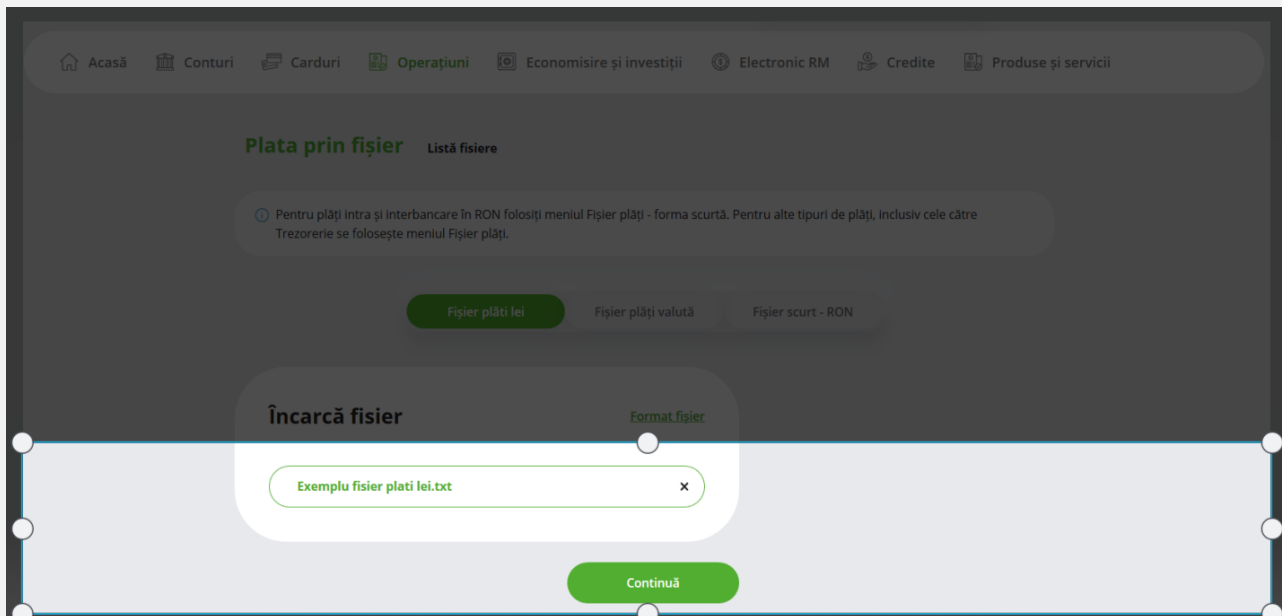 Acasă Conturi Carduri Operațiuni Economisire și investiții Electronic RM Credite Produse și servicii
Plata prin fișier Listă fisiere
Pentru plăți intra și interbancare în RON folosiți meniul Fișier plăți - forma scurtă. Pentru alte tipuri de plăți, inclusiv cele către
Trezorerie se folosește meniul Fișier plăți.
Fișier plăti lei Fișier plăți valută Fișier scurt - RON
Încarcă fisier Format fișier
Exemplu fisier plati lei.txt
Continuă